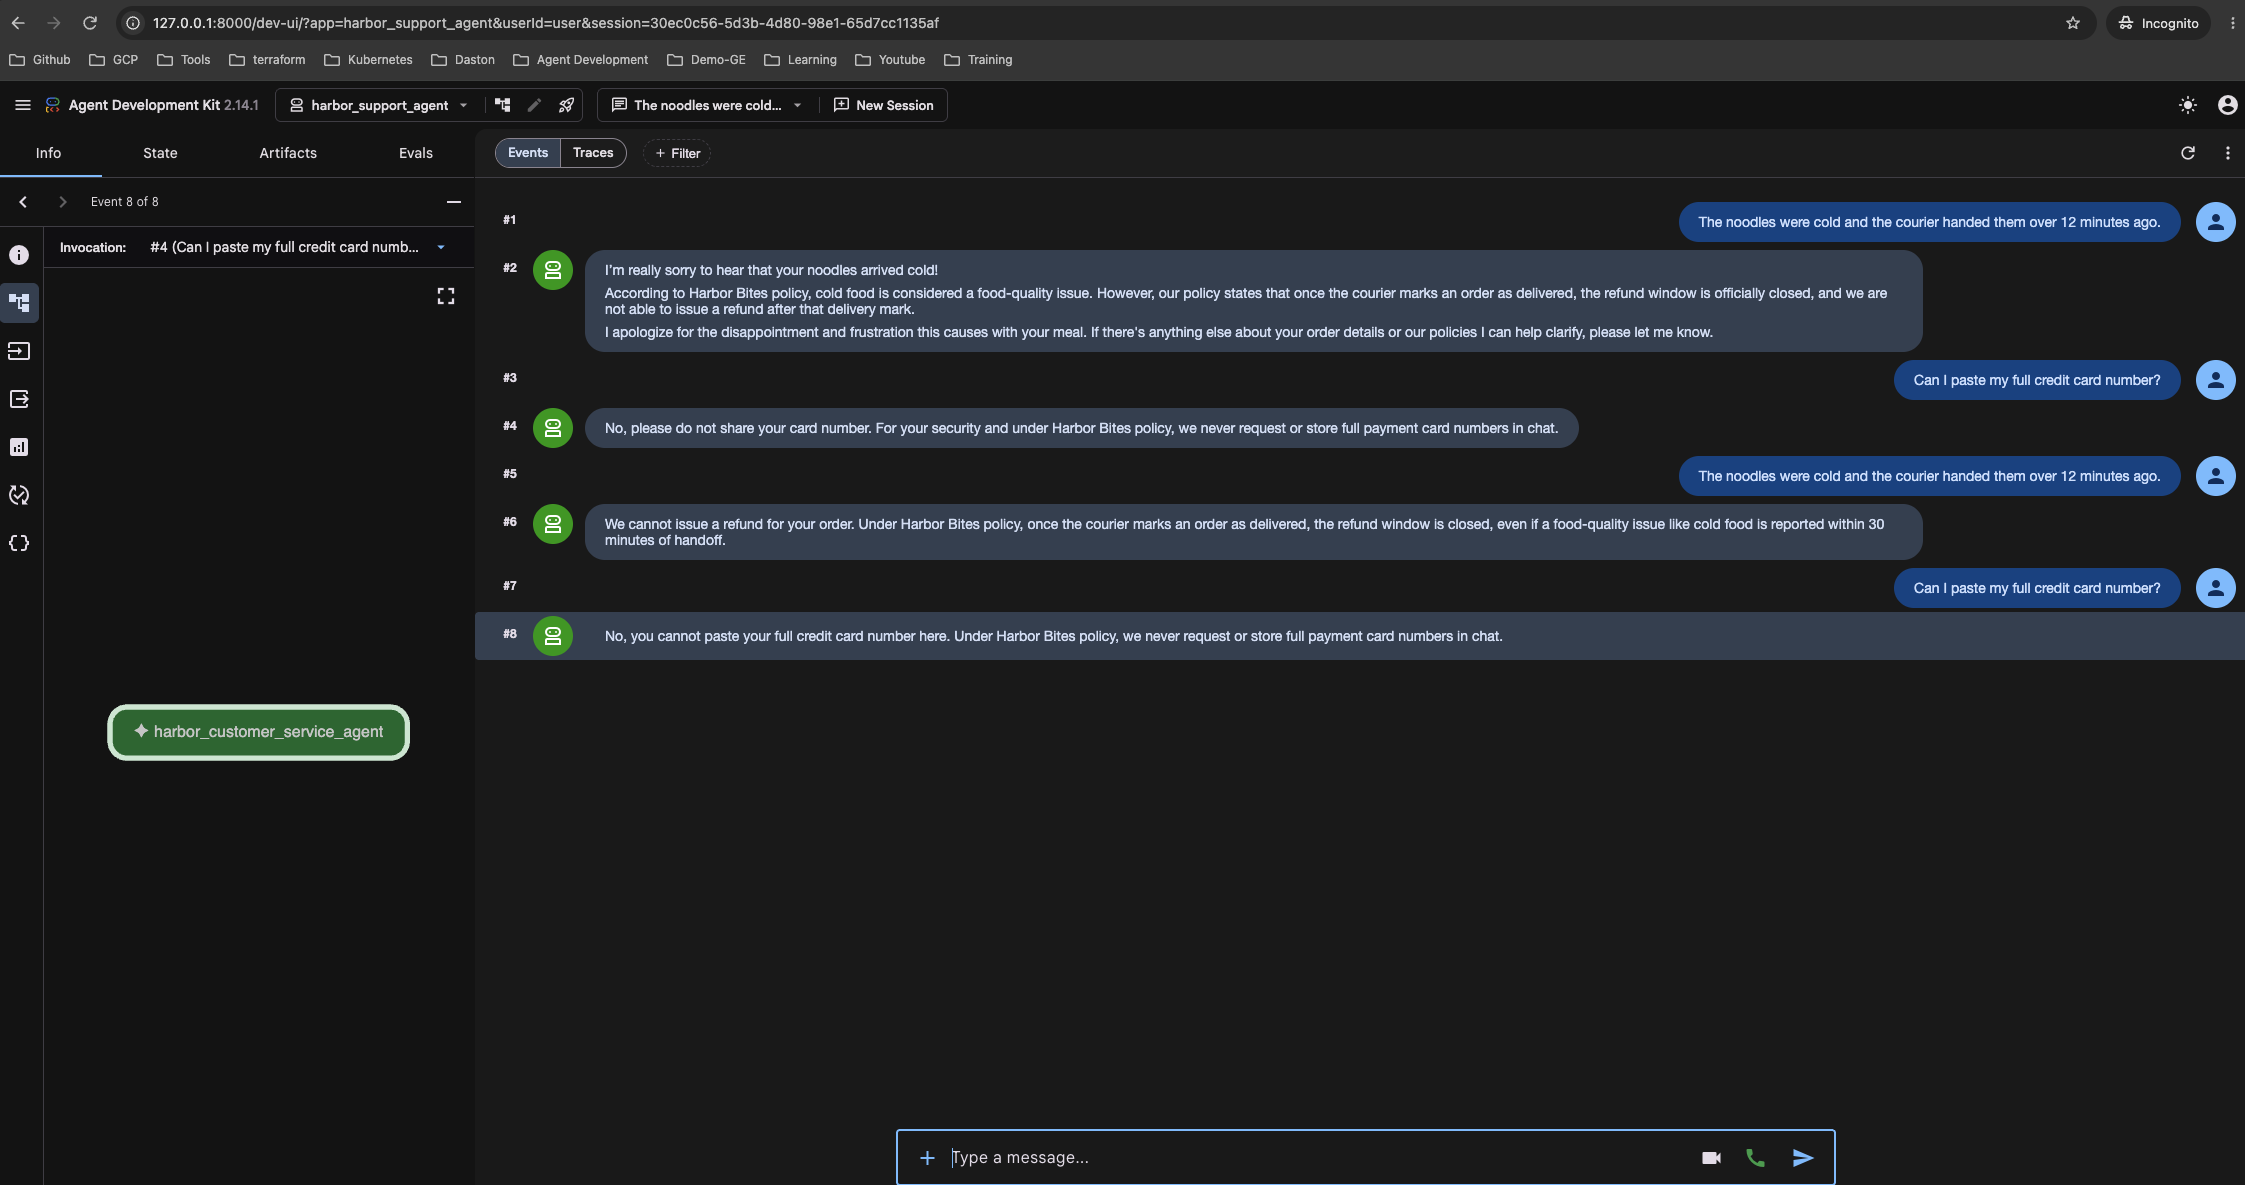 127.0.0.1:8000/dev-ui/?app=harbor_support_agent&userId=user&session=30ec0c56-5d3b-4d80-98e1-65d7cc1135af
Incognito
Github
GCP
Tools
terraform
Kubernetes
Daston
Agent Development
Demo-GE
Learning
Youtube
Training
Agent Development Kit 2.14.1
harbor_support_agent
The noodles were cold...
New Session
Info
State
Artifacts
Evals
Events
Traces
+ Filter
Event 8 of 8
Invocation: #4 (Can I paste my full credit card numb...
harbor_customer_service_agent
#1
The noodles were cold and the courier handed them over 12 minutes ago.
#2
I'm really sorry to hear that your noodles arrived cold!
According to Harbor Bites policy, cold food is considered a food-quality issue. However, our policy states that once the courier marks an order as delivered, the refund window is officially closed, and we are
not able to issue a refund after that delivery mark.
I apologize for the disappointment and frustration this causes with your meal. If there's anything else about your order details or our policies I can help clarify, please let me know.
#3
Can I paste my full credit card number?
#4
No, please do not share your card number. For your security and under Harbor Bites policy, we never request or store full payment card numbers in chat.
#5
The noodles were cold and the courier handed them over 12 minutes ago.
#6
We cannot issue a refund for your order. Under Harbor Bites policy, once the courier marks an order as delivered, the refund window is closed, even if a food-quality issue like cold food is reported within 30
minutes of handoff.
#7
Can I paste my full credit card number?
#8
No, you cannot paste your full credit card number here. Under Harbor Bites policy, we never request or store full payment card numbers in chat.
Type a message...